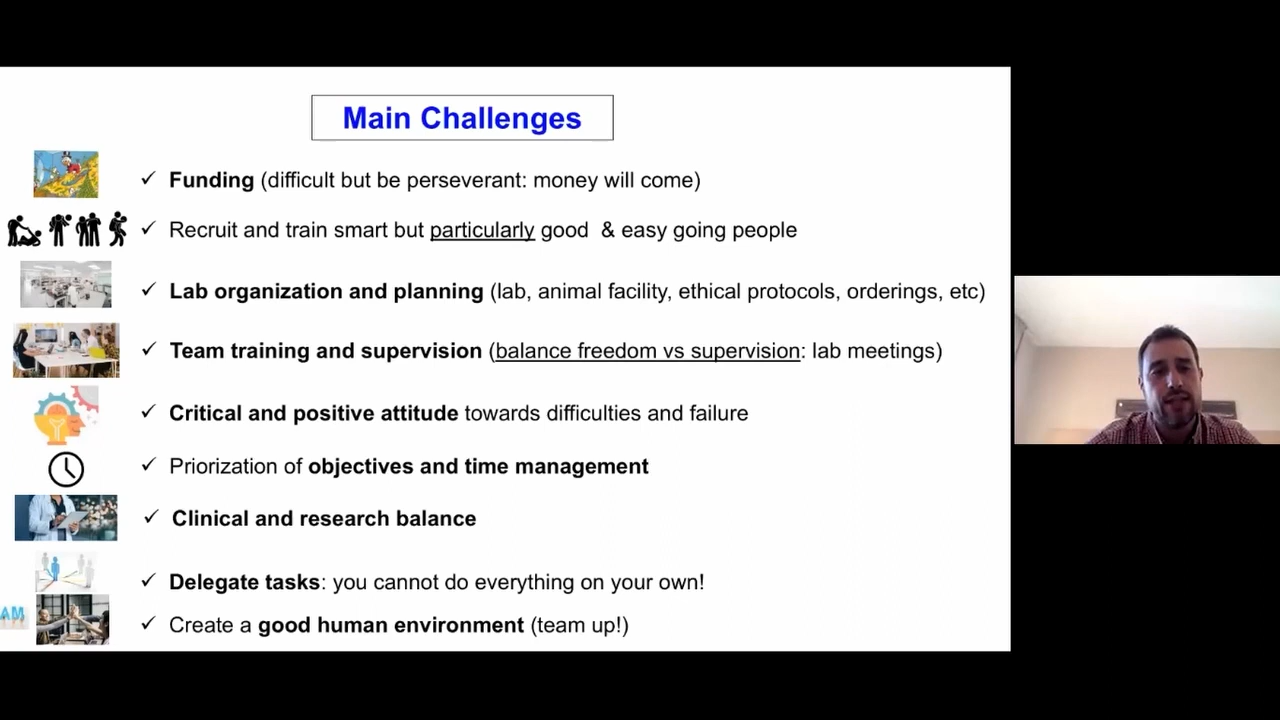 Main Challenges
✓ Funding (difficult but be perseverant: money will come)
✓ Recruit and train smart but particularly good & easy going people
✓ Lab organization and planning (lab, animal facility, ethical protocols, orderings, etc)
✓ Team training and supervision (balance freedom vs supervision: lab meetings)
✓ Critical and positive attitude towards difficulties and failure
✓ Priorization of objectives and time management
✓ Clinical and research balance
✓ Delegate tasks: you cannot do everything on your own!
AM
✓ Create a good human environment (team up!)